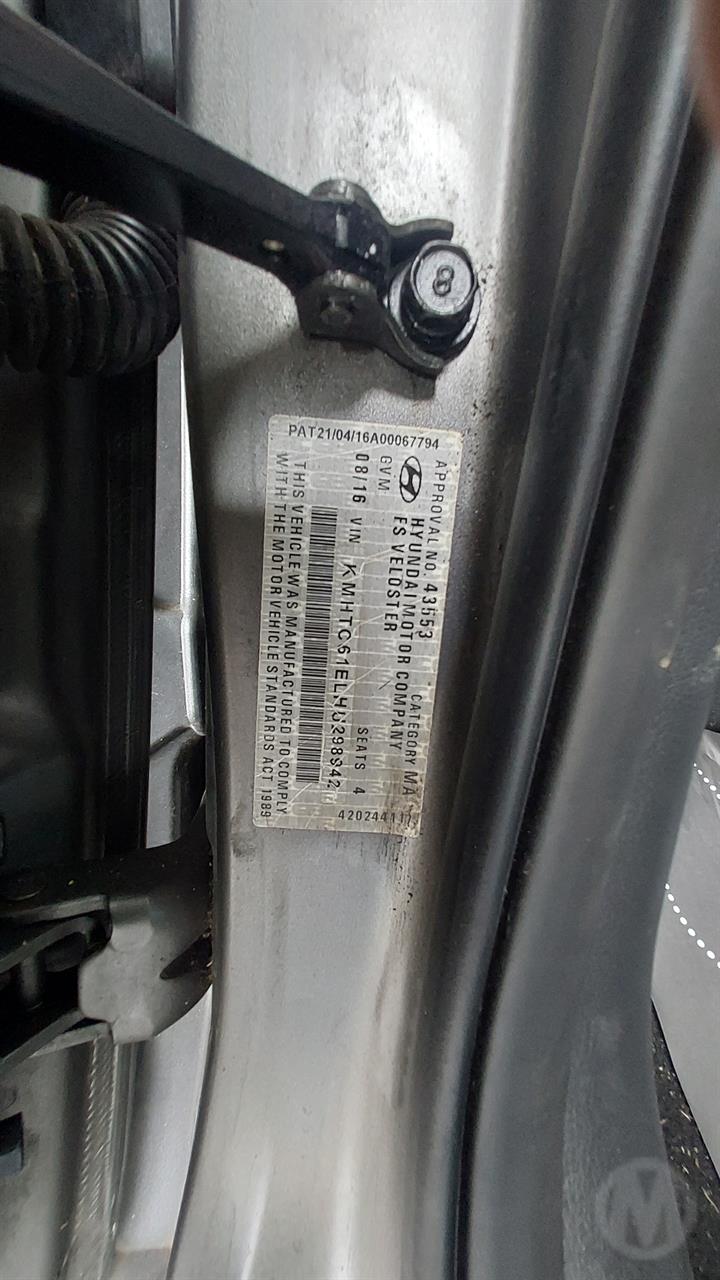 8
PAT21/04/16A00067794
APPROVAL NO. 43553 CATEGORY MA
HYUNDAI MOTOR COMPANY
FS VELOSTER
GVM
08/16 VIN SEATS 4
THIS VEHICLE WAS MANUFACTURED TO COMPLY
WITH THE MOTOR VEHICLE STANDARDS ACT 1989
M